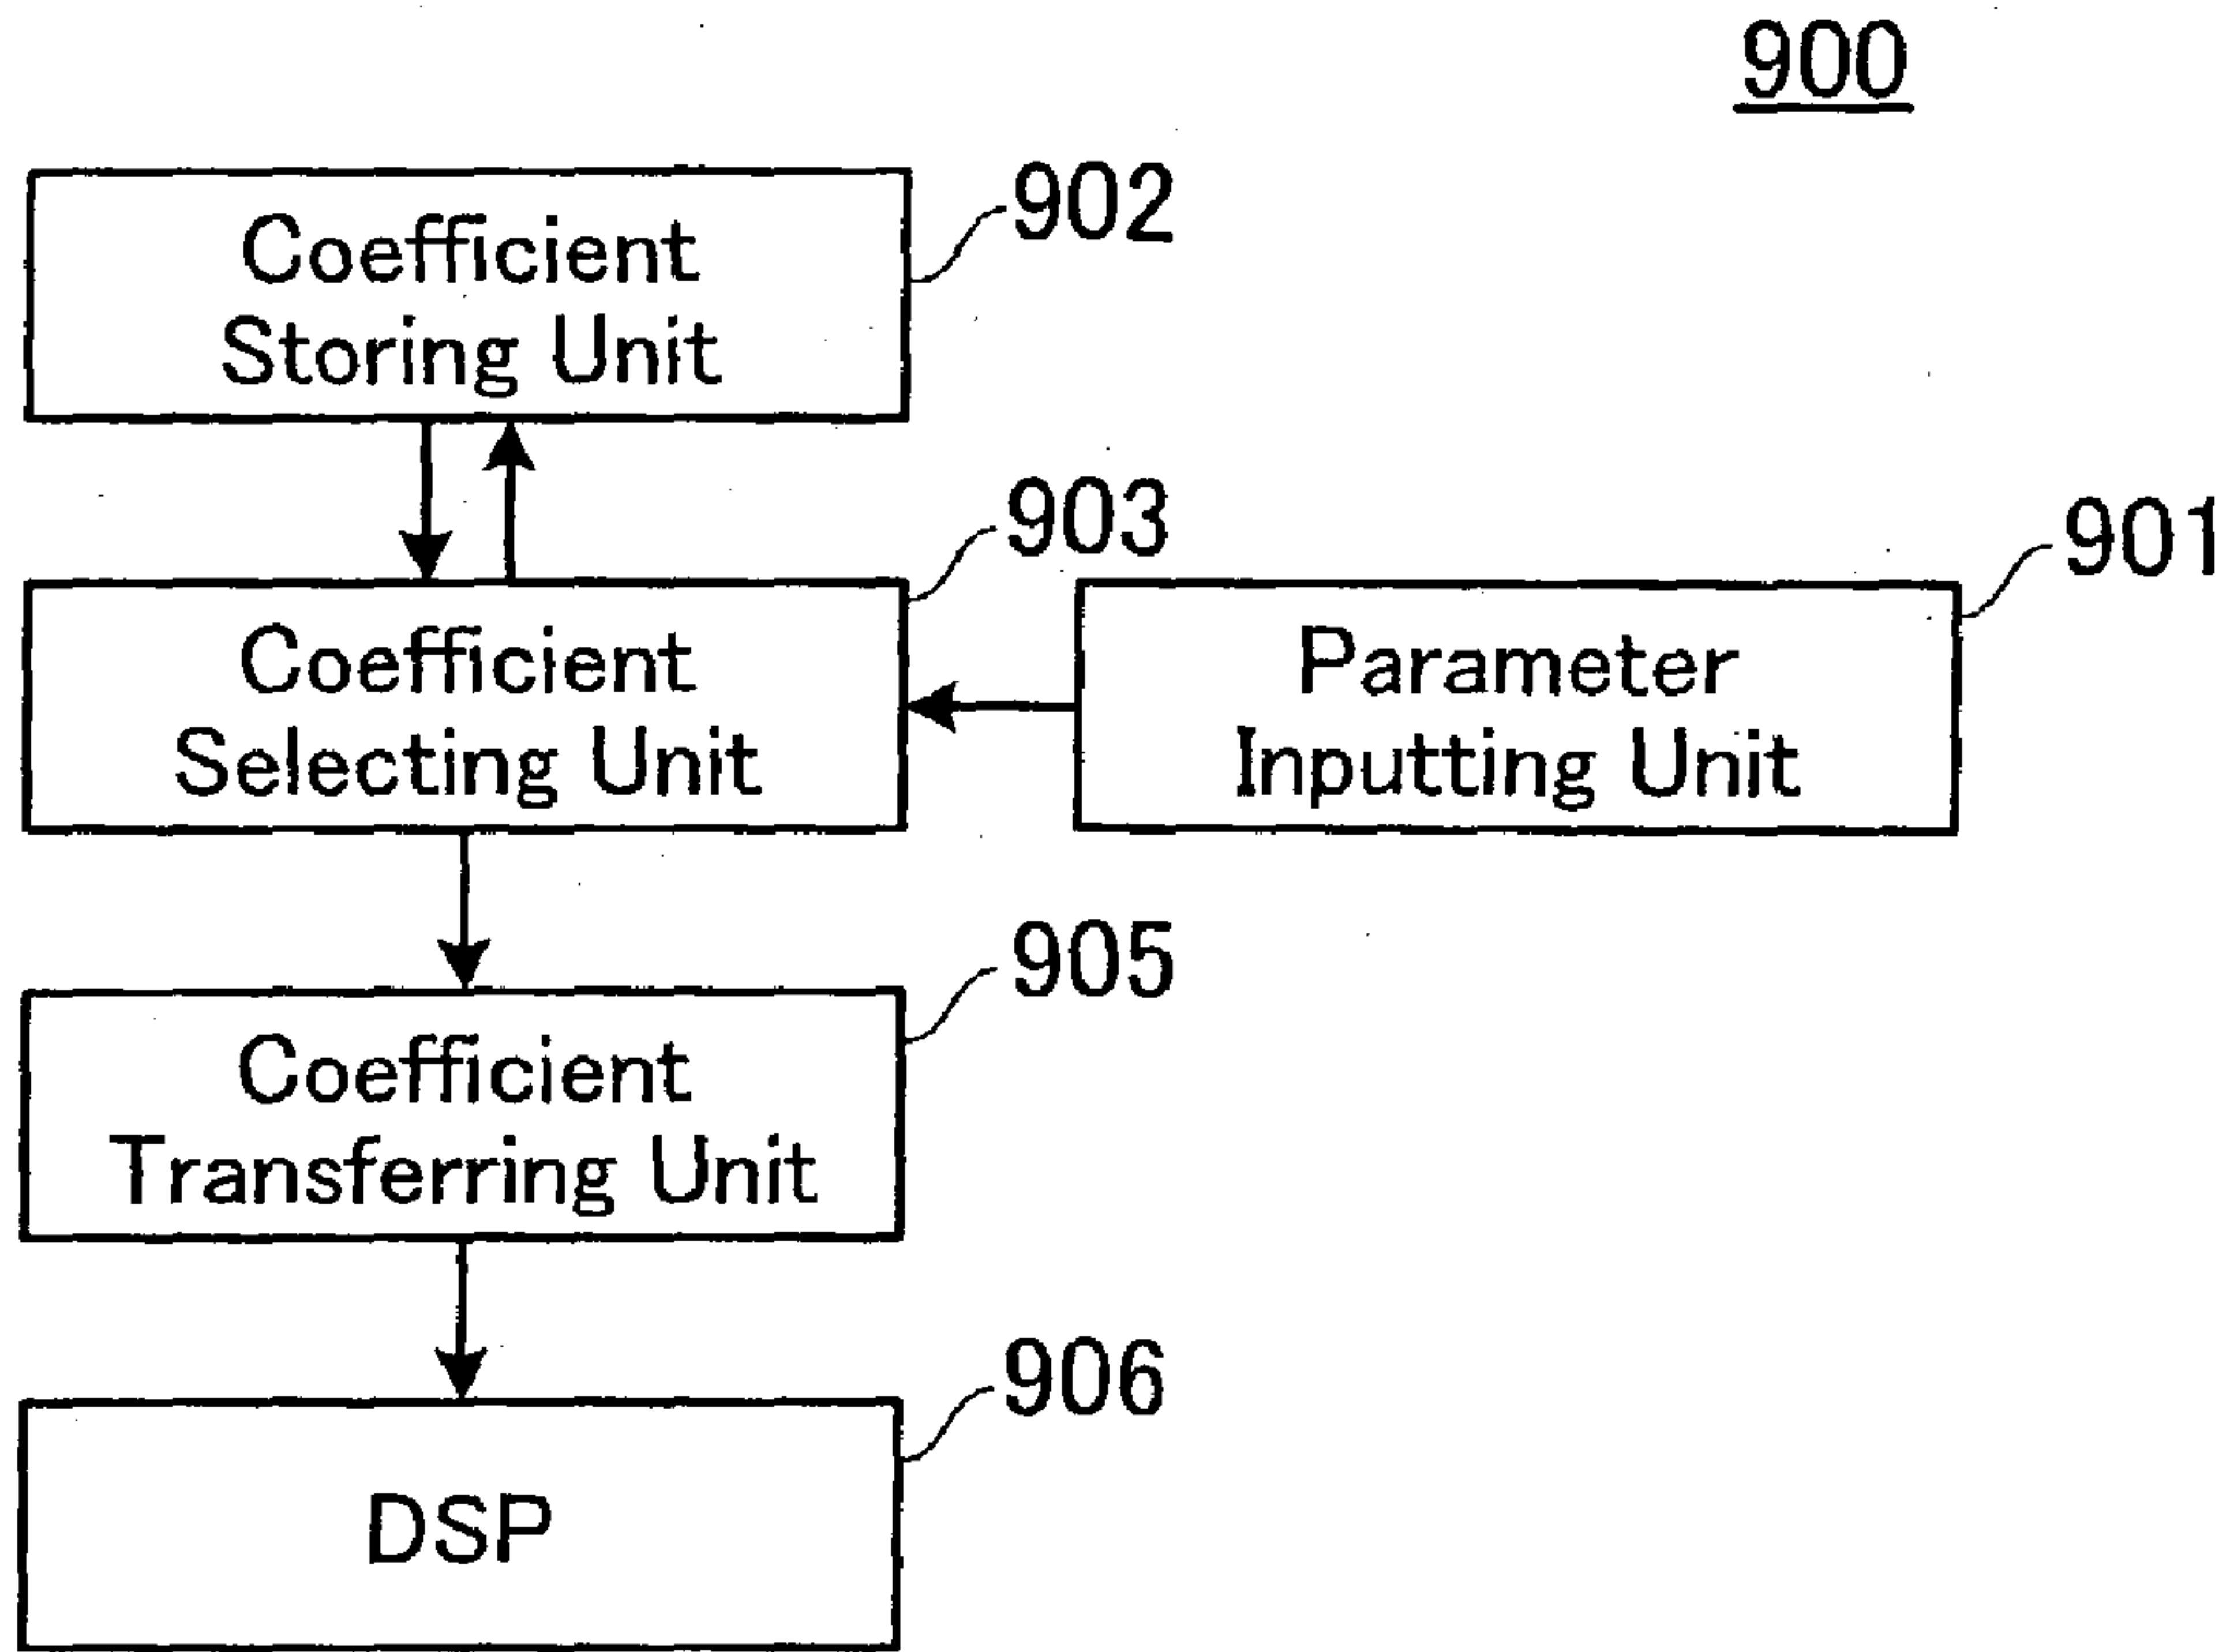 900
Coefficient
Storing Unit
902
Coefficient
Selecting Unit
903
Parameter
Inputting Unit
901
Coefficient
Transferring Unit
905
DSP
906